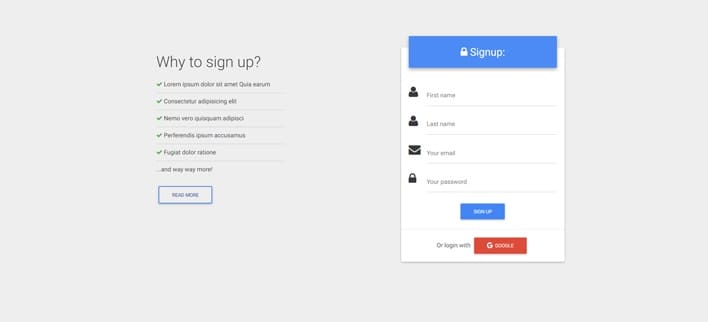 Why to sign up?
Lorem ipsum dolor sit amet Quia earum
Consectetur adipisicing elit
Nemo vero quisquam adipisci
Perferendis ipsum accusamus
Fugiat dolor ratione
...and way way more!
READ MORE
Signup:
First name
Last name
Your email
Your password
SIGN UP
Or login with G GOOGLE